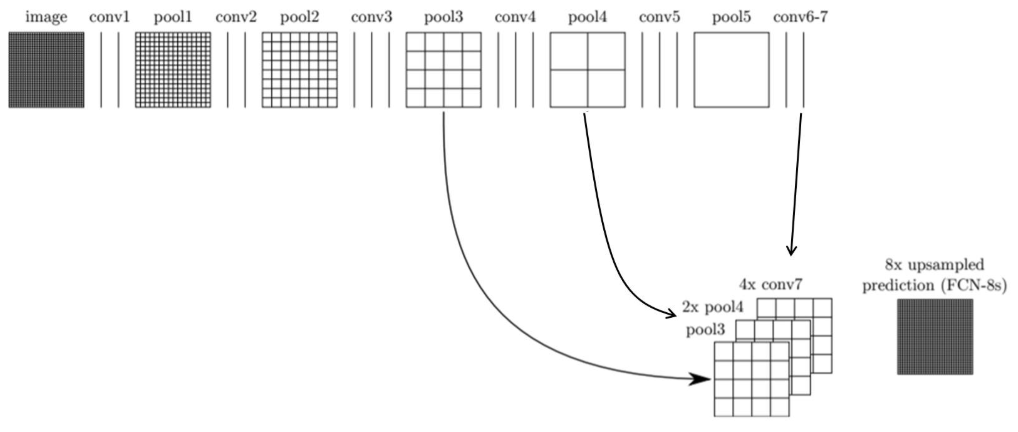 image conv1 pool1 conv2 pool2 conv3 pool3 conv4 pool4 conv5 pool5 conv6-7
8x upsampled
prediction (FCN-8s)
4x conv7
2x pool4
pool3